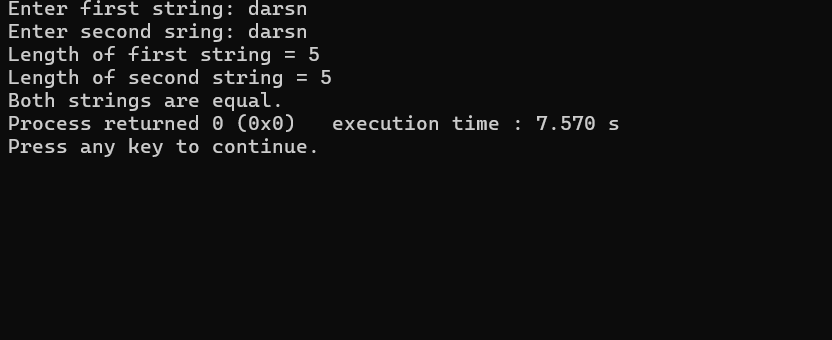 Enter first string: darsn
Enter second sring: darsn
Length of first string = 5
Length of second string = 5
Both strings are equal.
Process returned 0 (0x0)   execution time : 7.570 s
Press any key to continue.